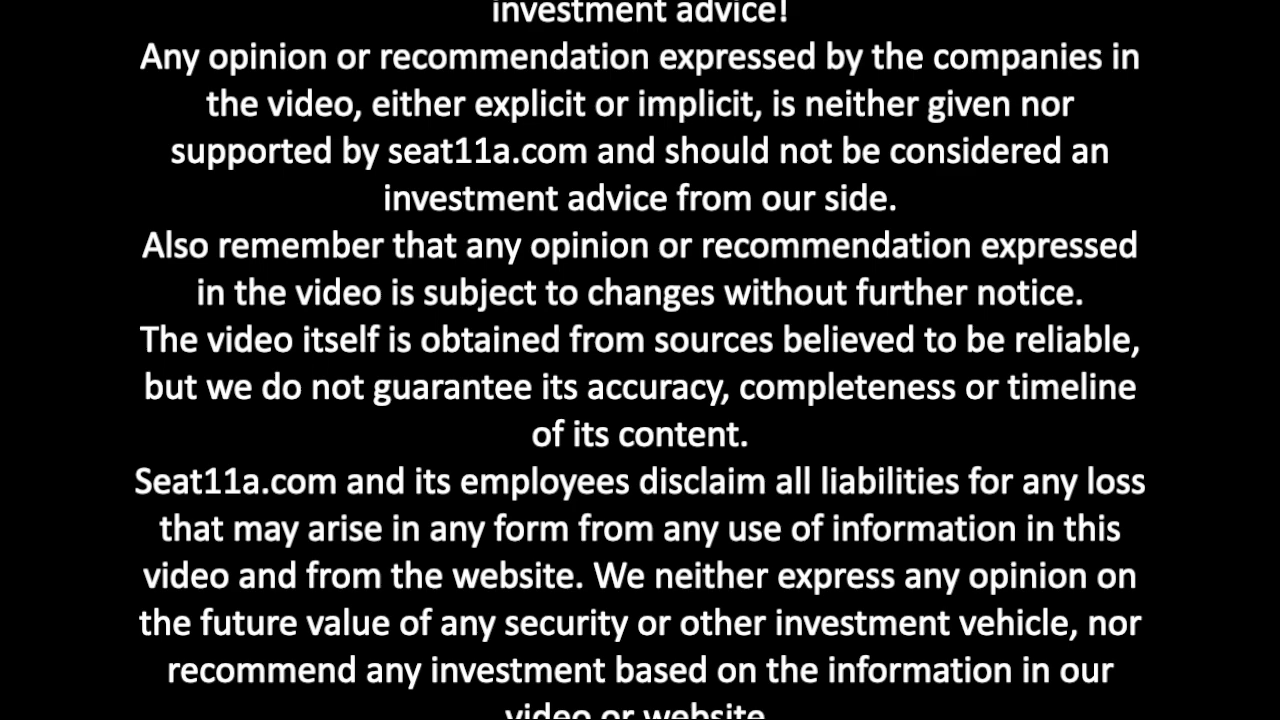 investment advice!
Any opinion or recommendation expressed by the companies in
the video, either explicit or implicit, is neither given nor
supported by seat11a.com and should not be considered an
investment advice from our side.
Also remember that any opinion or recommendation expressed
in the video is subject to changes without further notice.
The video itself is obtained from sources believed to be reliable,
but we do not guarantee its accuracy, completeness or timeline
of its content.
Seat11a.com and its employees disclaim all liabilities for any loss
that may arise in any form from any use of information in this
video and from the website. We neither express any opinion on
the future value of any security or other investment vehicle, nor
recommend any investment based on the information in our
video or website.